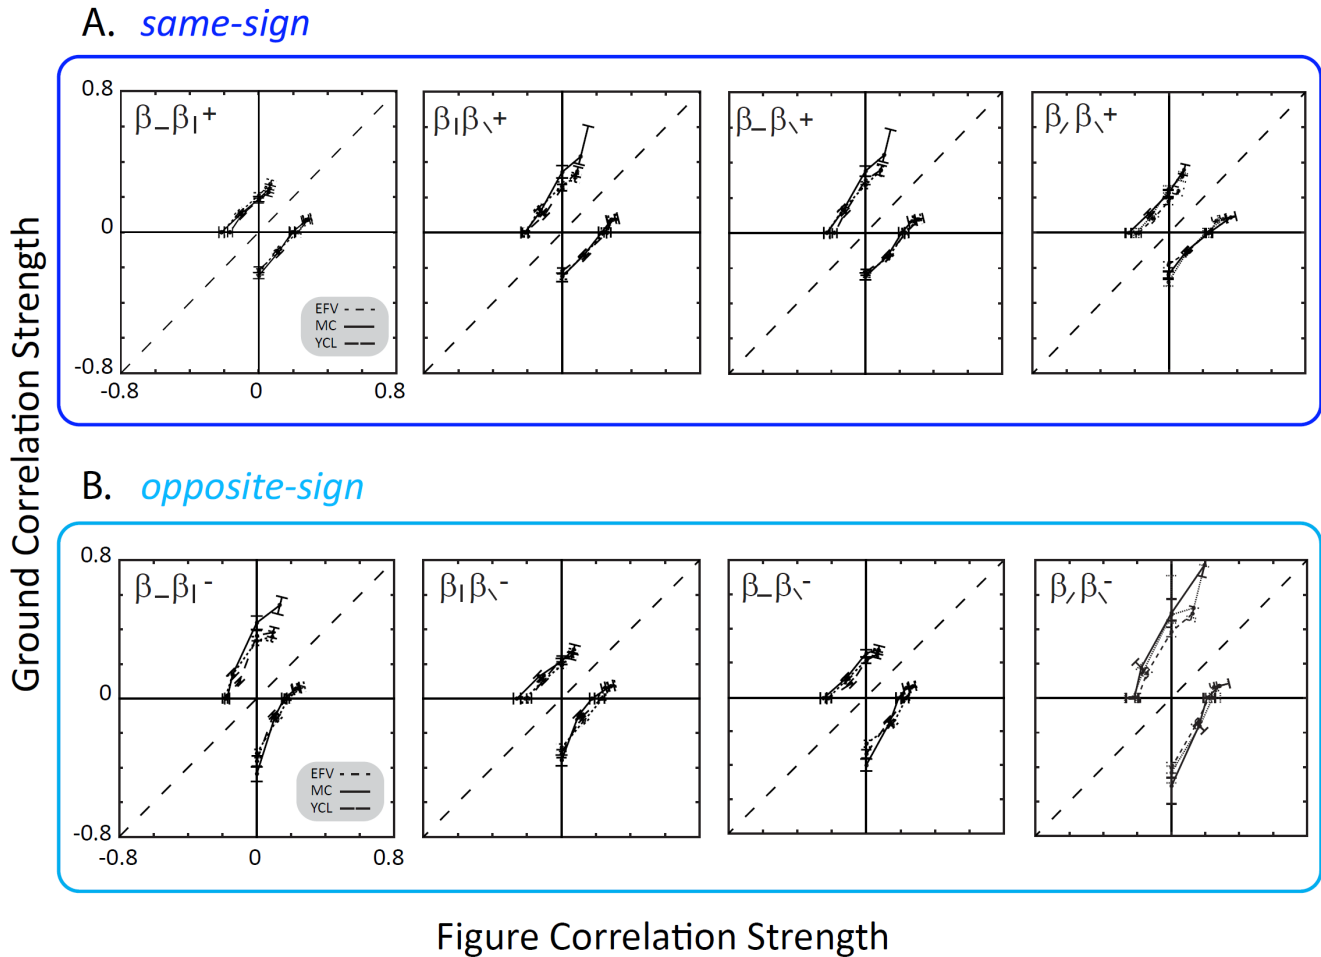 A. same-sign
Ground Correlation Strength
0.8
0
-0.8
-0.8 0 0.8
β_β|+
β|β\+
β_β\+
β/β\+
EFV
MC
YCL
B. opposite-sign
0.8
0
-0.8
-0.8 0 0.8
β_β|-
β|β\-
β_β\-
β/β\-
EFV
MC
YCL
Figure Correlation Strength